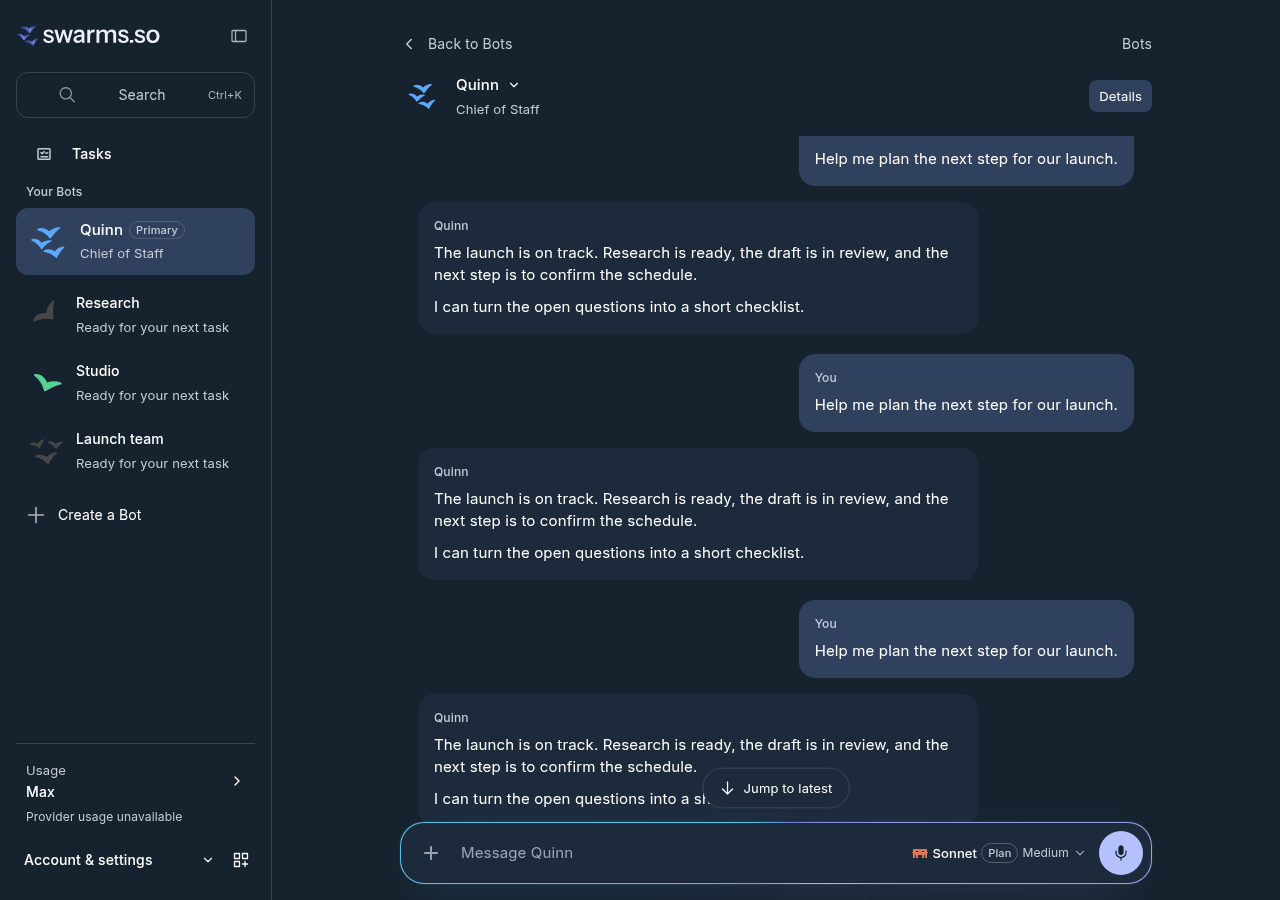 swarms.so
Search Ctrl+K
Tasks
Your Bots
Quinn Primary
Chief of Staff
Research
Ready for your next task
Studio
Ready for your next task
Launch team
Ready for your next task
Create a Bot
Usage
Max
Provider usage unavailable
Account & settings
Back to Bots
Bots
Quinn
Chief of Staff
Details
Help me plan the next step for our launch.
Quinn
The launch is on track. Research is ready, the draft is in review, and the
next step is to confirm the schedule.
I can turn the open questions into a short checklist.
You
Help me plan the next step for our launch.
Quinn
The launch is on track. Research is ready, the draft is in review, and the
next step is to confirm the schedule.
I can turn the open questions into a short checklist.
You
Help me plan the next step for our launch.
Quinn
The launch is on track. Research is ready, the draft is in review, and the
next step is to confirm the schedule.
I can turn the open questions into a
Jump to latest
Message Quinn
Sonnet Plan Medium